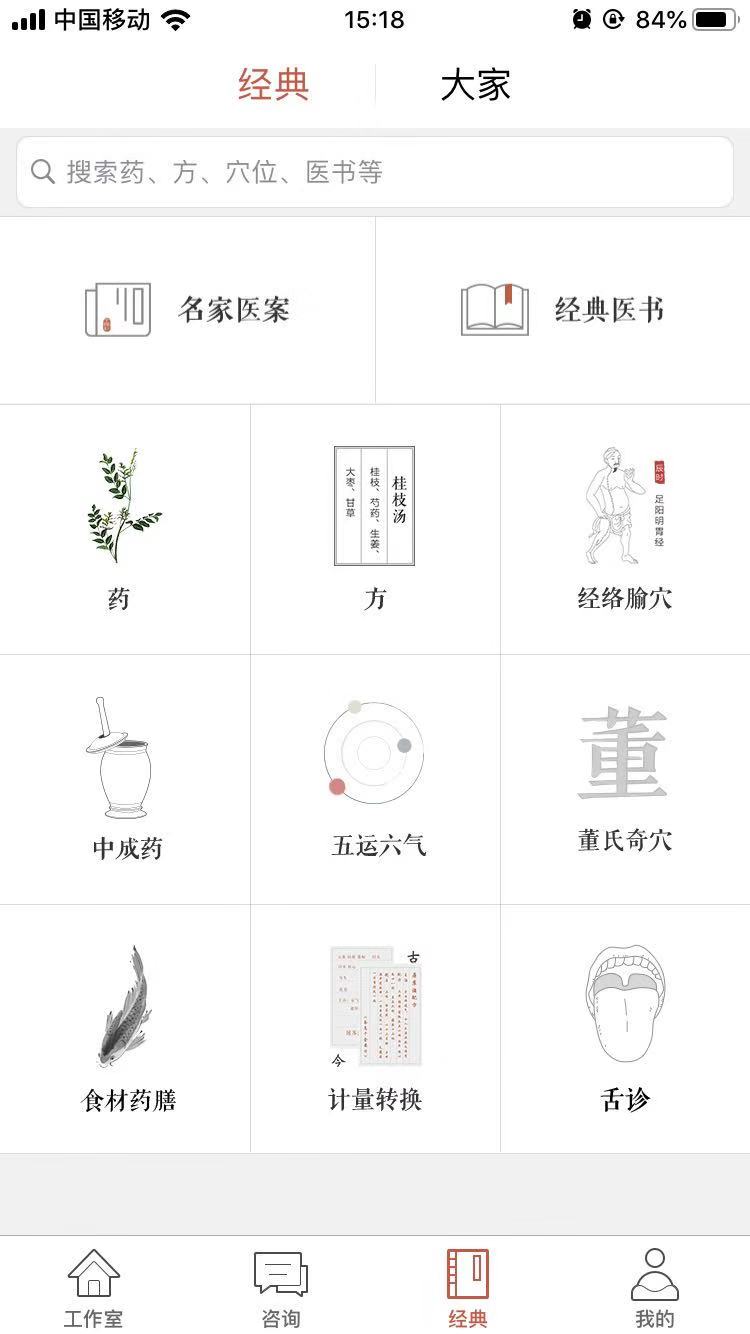 中国移动
15:18
84%
经典
大家
搜索药、方、穴位、医书等
名家医案
经典医书
桂枝汤
桂枝、芍药、生姜、
大枣、甘草
辰时
足阳明胃经
药
方
经络腧穴
董
中成药
五运六气
董氏奇穴
古
今
食材药膳
计量转换
舌诊
工作室
咨询
经典
我的